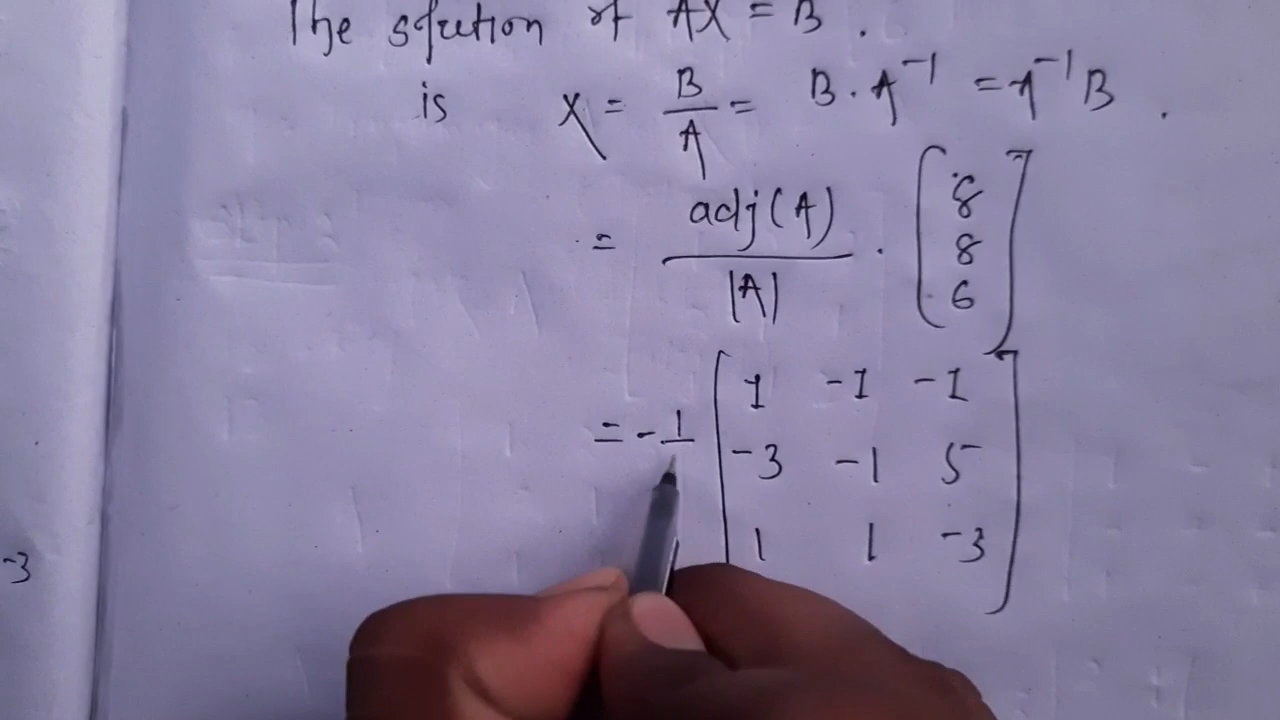 The solution of AX = B.
is X = B/A = B · A⁻¹ = A⁻¹B.
= adj(A)/|A| · [8
8
6]
= -1/ [1 -1 -1
-3 -1 5
1 1 -3]
-3